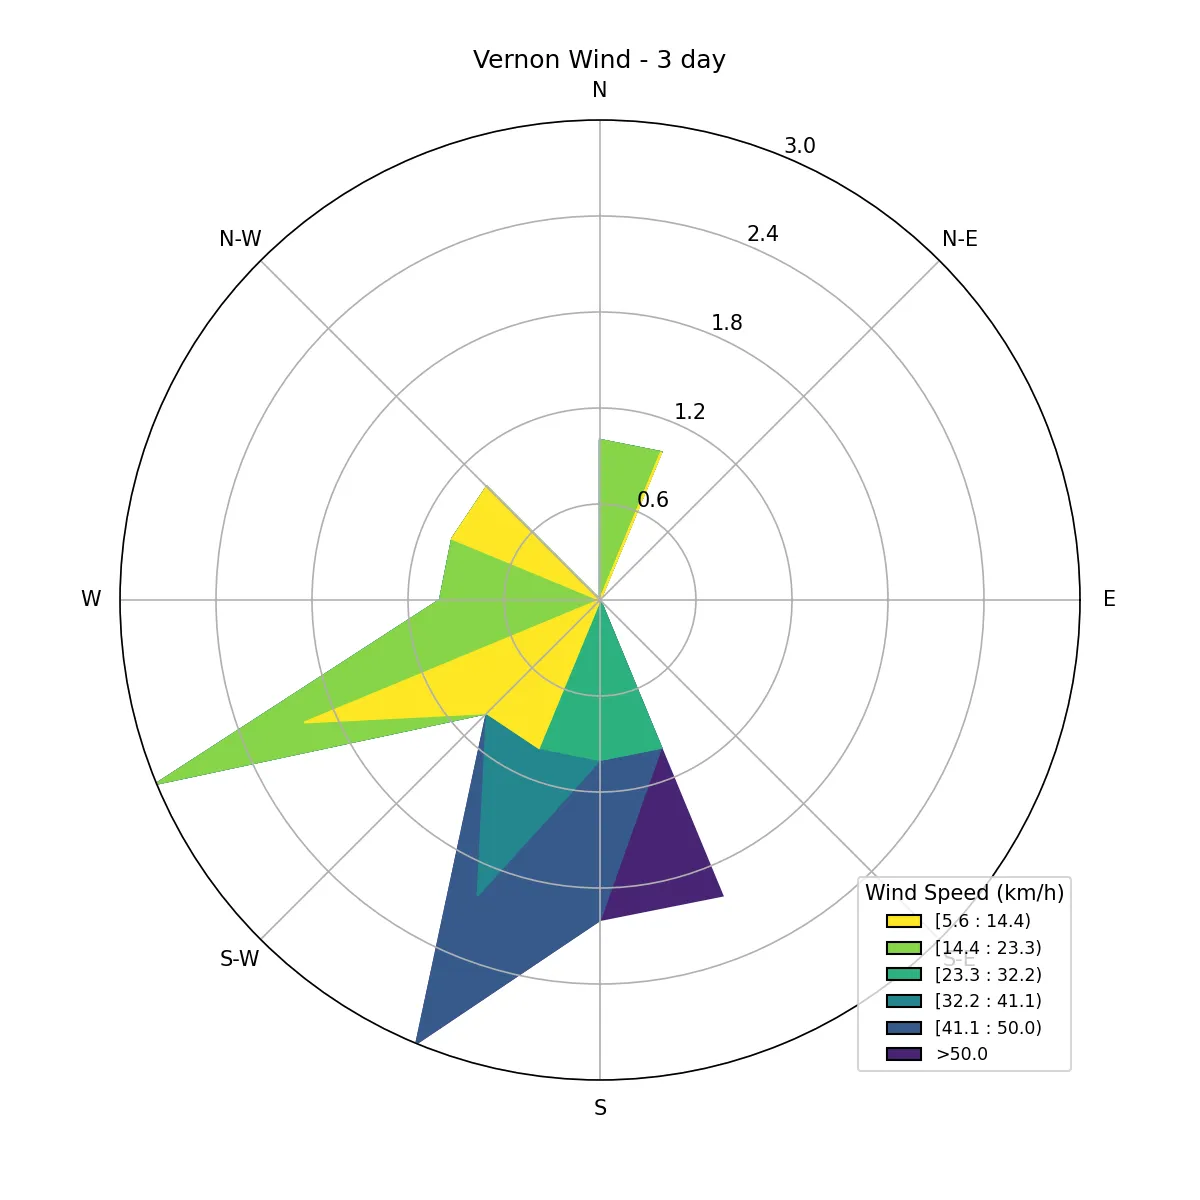 Vernon Wind - 3 day
N
3.0
N-W
2.4
N-E
1.8
1.2
0.6
W
E
Wind Speed (km/h)
[5.6 : 14.4)
[14.4 : 23.3)
S-W
S-E
[23.3 : 32.2)
[32.2 : 41.1)
[41.1 : 50.0)
>50.0
S